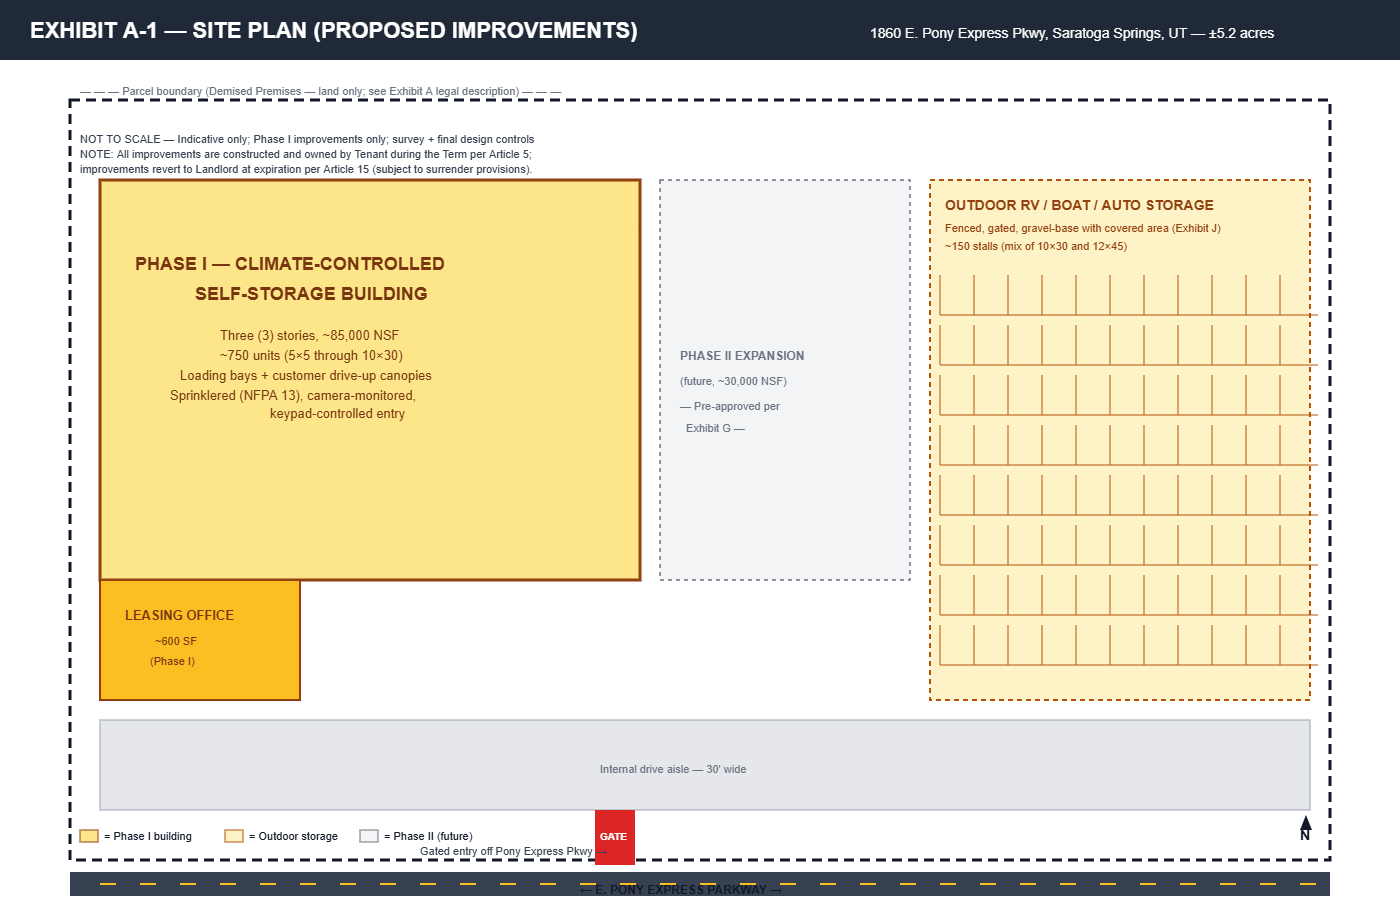 EXHIBIT A-1 — SITE PLAN (PROPOSED IMPROVEMENTS)
1860 E. Pony Express Pkwy, Saratoga Springs, UT — ±5.2 acres
— — — Parcel boundary (Demised Premises — land only; see Exhibit A legal description) — — —
NOT TO SCALE — Indicative only; Phase I improvements only; survey + final design controls
NOTE: All improvements are constructed and owned by Tenant during the Term per Article 5;
improvements revert to Landlord at expiration per Article 15 (subject to surrender provisions).
PHASE I — CLIMATE-CONTROLLED
SELF-STORAGE BUILDING
Three (3) stories, ~85,000 NSF
~750 units (5×5 through 10×30)
Loading bays + customer drive-up canopies
Sprinklered (NFPA 13), camera-monitored,
keypad-controlled entry
PHASE II EXPANSION
(future, ~30,000 NSF)
— Pre-approved per
Exhibit G —
OUTDOOR RV / BOAT / AUTO STORAGE
Fenced, gated, gravel-base with covered area (Exhibit J)
~150 stalls (mix of 10×30 and 12×45)
LEASING OFFICE
~600 SF
(Phase I)
Internal drive aisle — 30' wide
= Phase I building
= Outdoor storage
= Phase II (future)
GATE
Gated entry off Pony Express Pkwy →
N
← E. PONY EXPRESS PARKWAY →